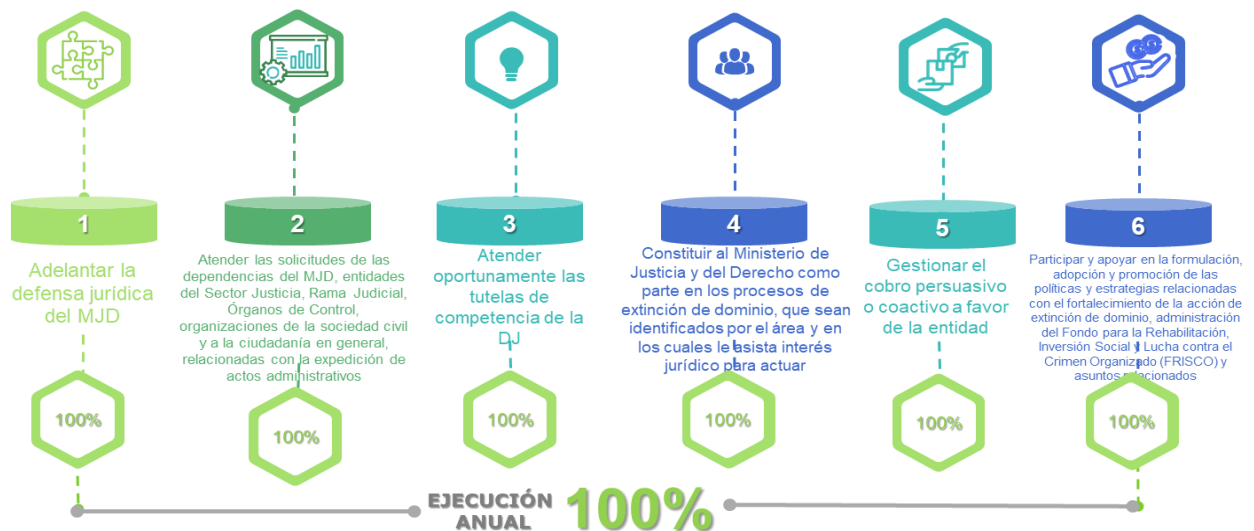 1
Adelantar la
defensa jurídica
del MJD
2
Atender las solicitudes de las
dependencias del MJD, entidades
del Sector Justicia, Rama Judicial,
Órganos de Control,
organizaciones de la sociedad civil
y a la ciudadanía en general,
relacionadas con la expedición de
actos administrativos
3
Atender
oportunamente las
tutelas de
competencia de la
DJ
4
Constituir al Ministerio de
Justicia y del Derecho como
parte en los procesos de
extinción de dominio, que sean
identificados por el área y en
los cuales le asista interés
jurídico para actuar
5
Gestionar el
cobro persuasivo
o coactivo a favor
de la entidad
6
Participar y apoyar en la formulación,
adopción y promoción de las
políticas y estrategias relacionadas
con el fortalecimiento de la acción de
extinción de dominio, administración
del Fondo para la Rehabilitación,
Inversión Social y Lucha contra el
Crimen Organizado (FRISCO) y
asuntos relacionados
100%
100%
100%
100%
100%
100%
EJECUCIÓN
ANUAL
100%